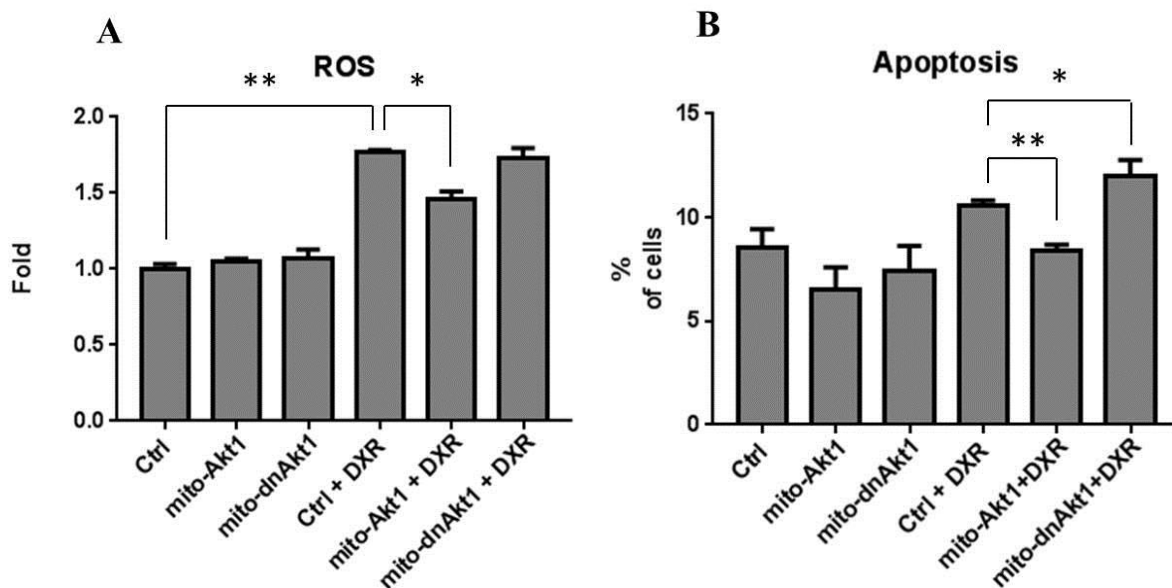 A
ROS
**
*
2.0
1.5
1.0
0.5
0.0
Fold
Ctrl
mito-Akt1
mito-dnAkt1
Ctrl + DXR
mito-Akt1 + DXR
mito-dnAkt1 + DXR
B
Apoptosis
*
**
15
10
5
0
%
of cells
Ctrl
mito-Akt1
mito-dnAkt1
Ctrl + DXR
mito-Akt1+DXR
mito-dnAkt1+DXR